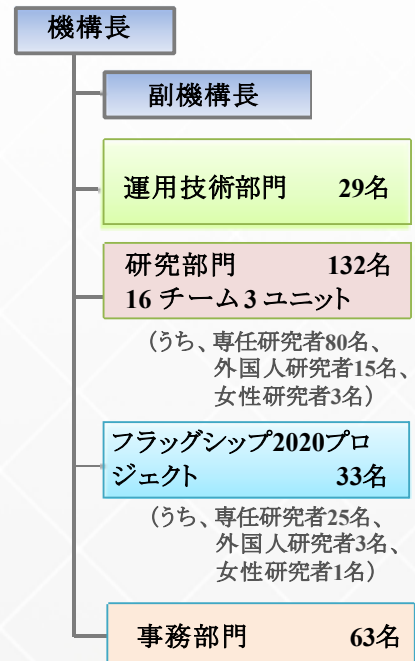 機構長
副機構長
運用技術部門 29名
研究部門 132名
16 チーム 3 ユニット
（うち、専任研究者80名、
外国人研究者15名、
女性研究者3名）
フラッグシップ2020プロ
ジェクト 33名
（うち、専任研究者25名、
外国人研究者3名、
女性研究者1名）
事務部門 63名